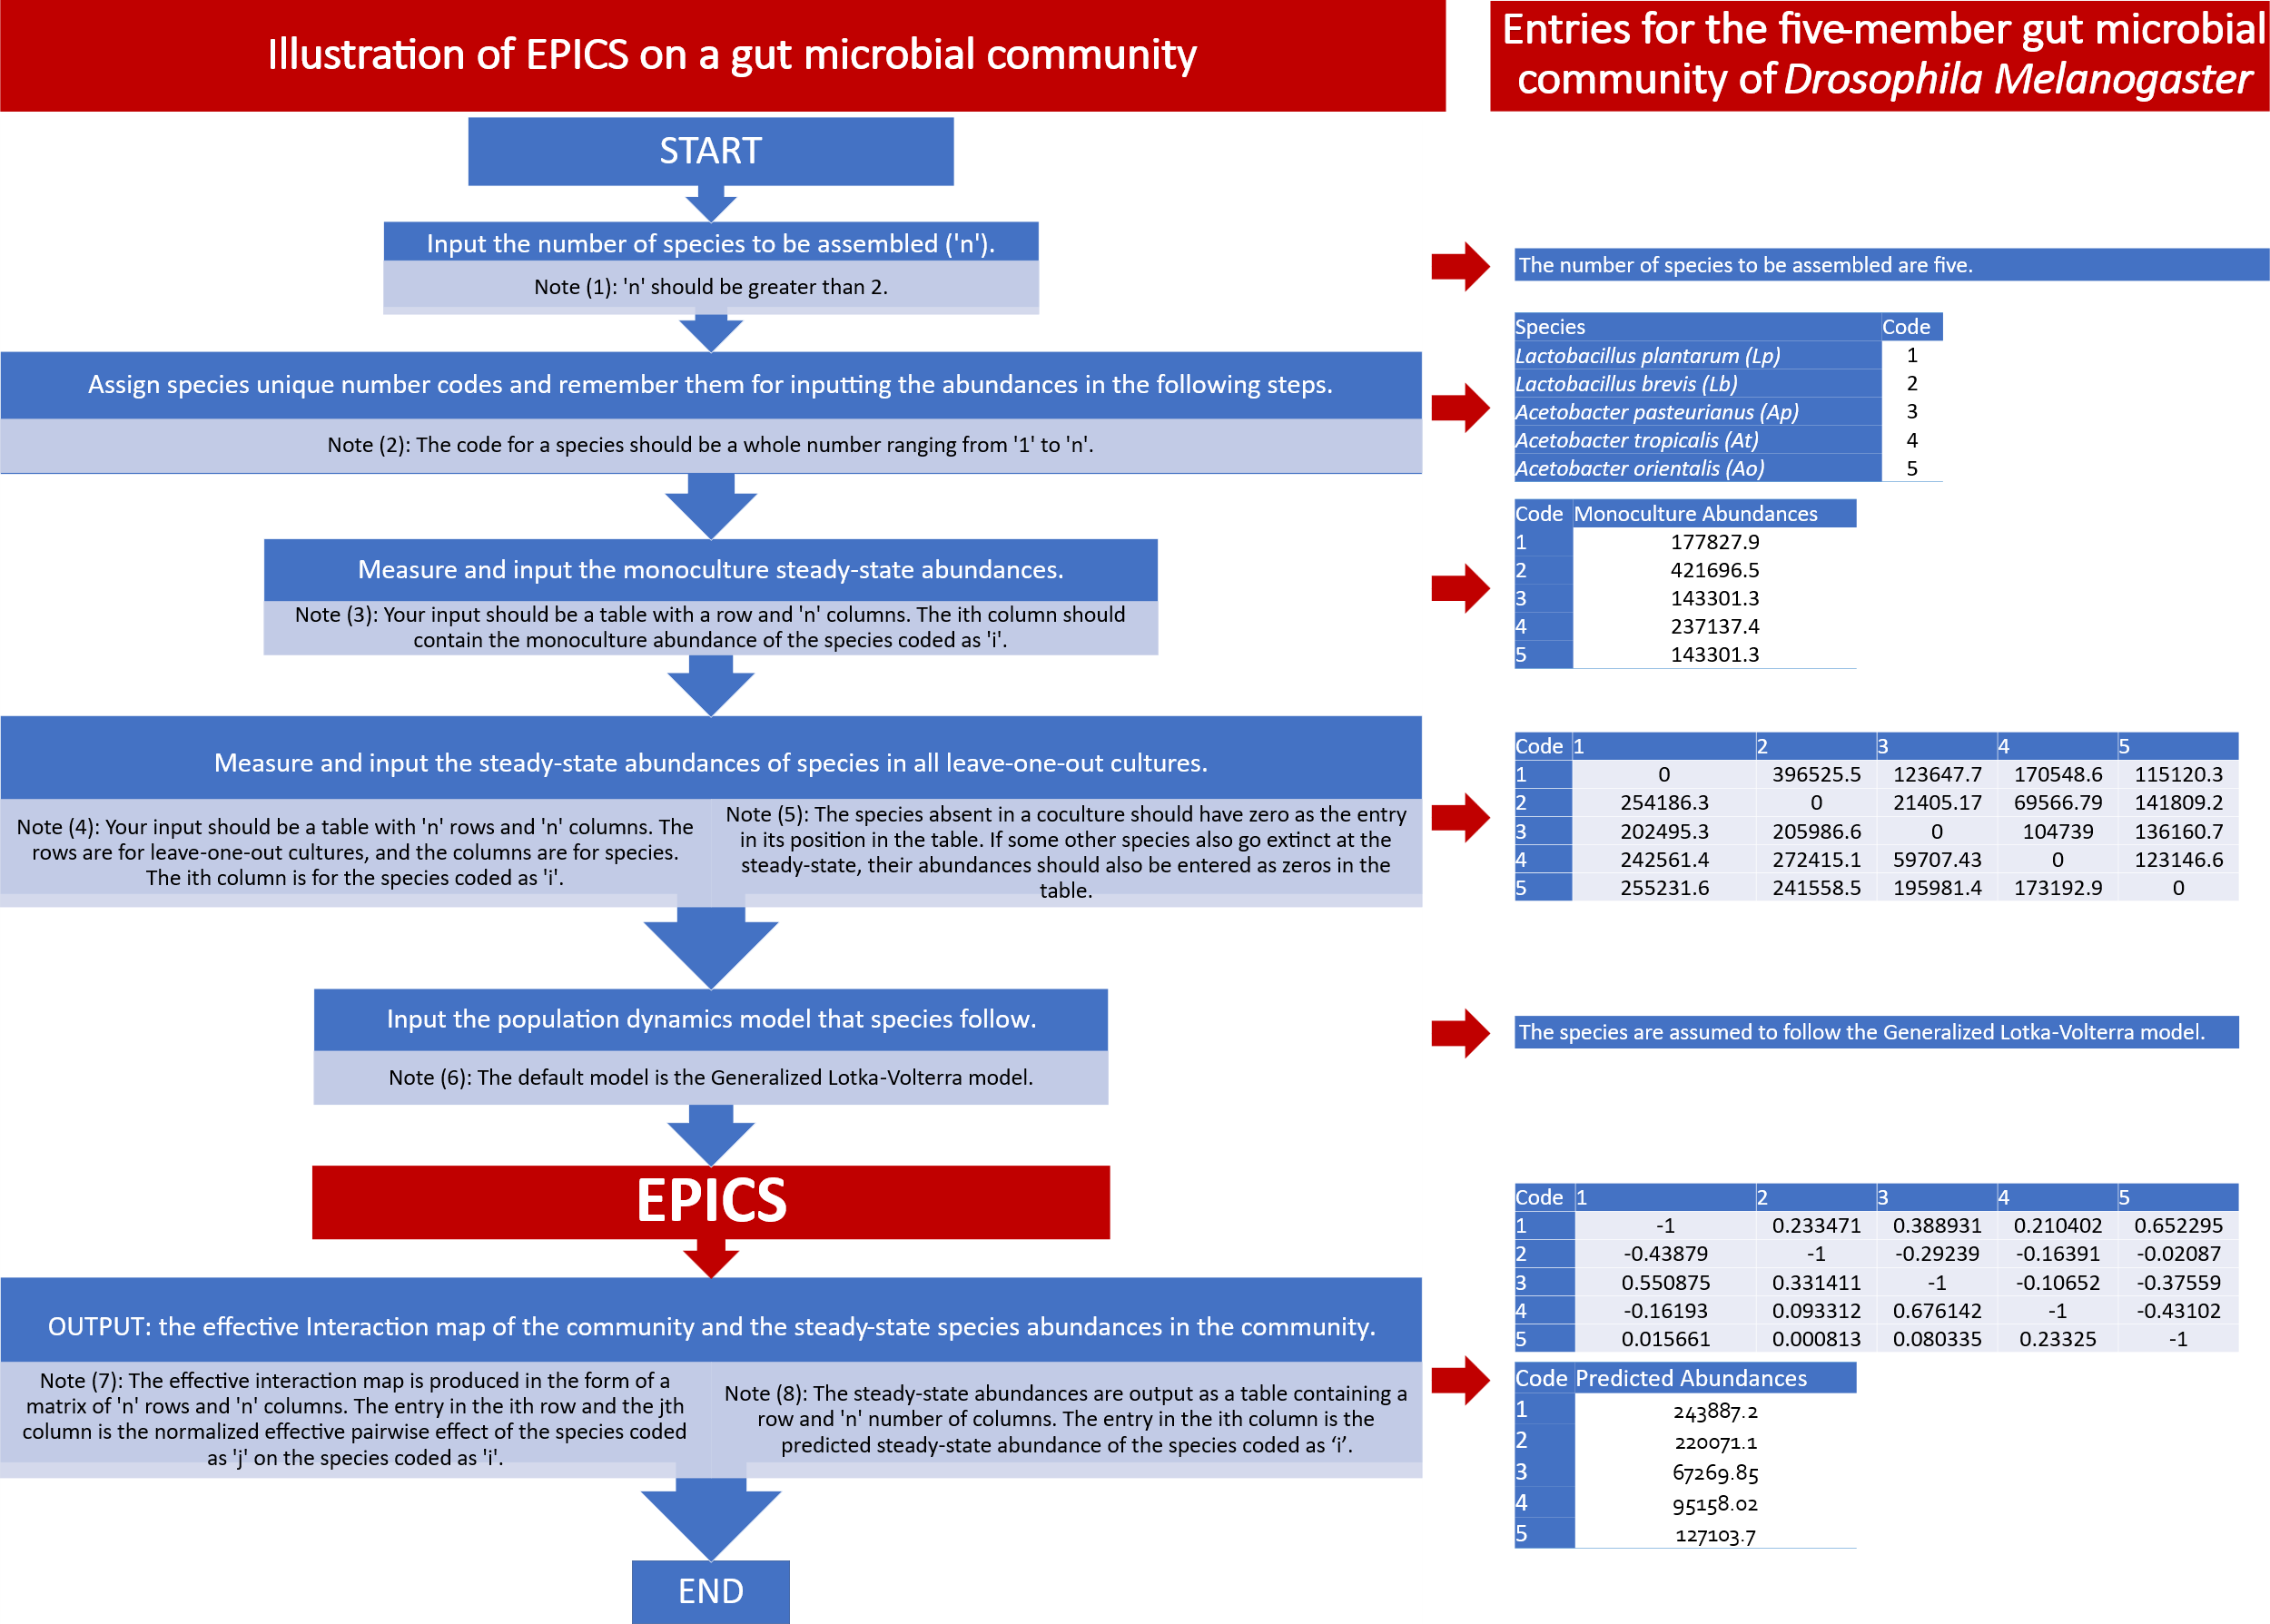 Illustration of EPICS on a gut microbial community
Entries for the five-member gut microbial
community of Drosophila Melanogaster
START
Input the number of species to be assembled ('n').
Note (1): 'n' should be greater than 2.
The number of species to be assembled are five.
Assign species unique number codes and remember them for inputting the abundances in the following steps.
Note (2): The code for a species should be a whole number ranging from '1' to 'n'.
Species Code
Lactobacillus plantarum (Lp) 1
Lactobacillus brevis (Lb) 2
Acetobacter pasteurianus (Ap) 3
Acetobacter tropicalis (At) 4
Acetobacter orientalis (Ao) 5
Measure and input the monoculture steady-state abundances.
Note (3): Your input should be a table with a row and 'n' columns. The ith column should
contain the monoculture abundance of the species coded as 'i'.
Code Monoculture Abundances
1 177827.9
2 421696.5
3 143301.3
4 237137.4
5 143301.3
Measure and input the steady-state abundances of species in all leave-one-out cultures.
Note (4): Your input should be a table with 'n' rows and 'n' columns. The
rows are for leave-one-out cultures, and the columns are for species.
The ith column is for the species coded as 'i'.
Note (5): The species absent in a coculture should have zero as the entry
in its position in the table. If some other species also go extinct at the
steady-state, their abundances should also be entered as zeros in the
table.
Code 1 2 3 4 5
1 0 396525.5 123647.7 170548.6 115120.3
2 254186.3 0 21405.17 69566.79 141809.2
3 202495.3 205986.6 0 104739 136160.7
4 242561.4 272415.1 59707.43 0 123146.6
5 255231.6 241558.5 195981.4 173192.9 0
Input the population dynamics model that species follow.
Note (6): The default model is the Generalized Lotka-Volterra model.
The species are assumed to follow the Generalized Lotka-Volterra model.
EPICS
OUTPUT: the effective Interaction map of the community and the steady-state species abundances in the community.
Note (7): The effective interaction map is produced in the form of a
matrix of 'n' rows and 'n' columns. The entry in the ith row and the jth
column is the normalized effective pairwise effect of the species coded
as 'j' on the species coded as 'i'.
Note (8): The steady-state abundances are output as a table containing a
row and 'n' number of columns. The entry in the ith column is the
predicted steady-state abundance of the species coded as ‘i’.
Code 1 2 3 4 5
1 -1 0.233471 0.388931 0.210402 0.652295
2 -0.43879 -1 -0.29239 -0.16391 -0.02087
3 0.550875 0.331411 -1 -0.10652 -0.37559
4 -0.16193 0.093312 0.676142 -1 -0.43102
5 0.015661 0.000813 0.080335 0.23325 -1
Code Predicted Abundances
1 243887.2
2 220071.1
3 67269.85
4 95158.02
5 127103.7
END